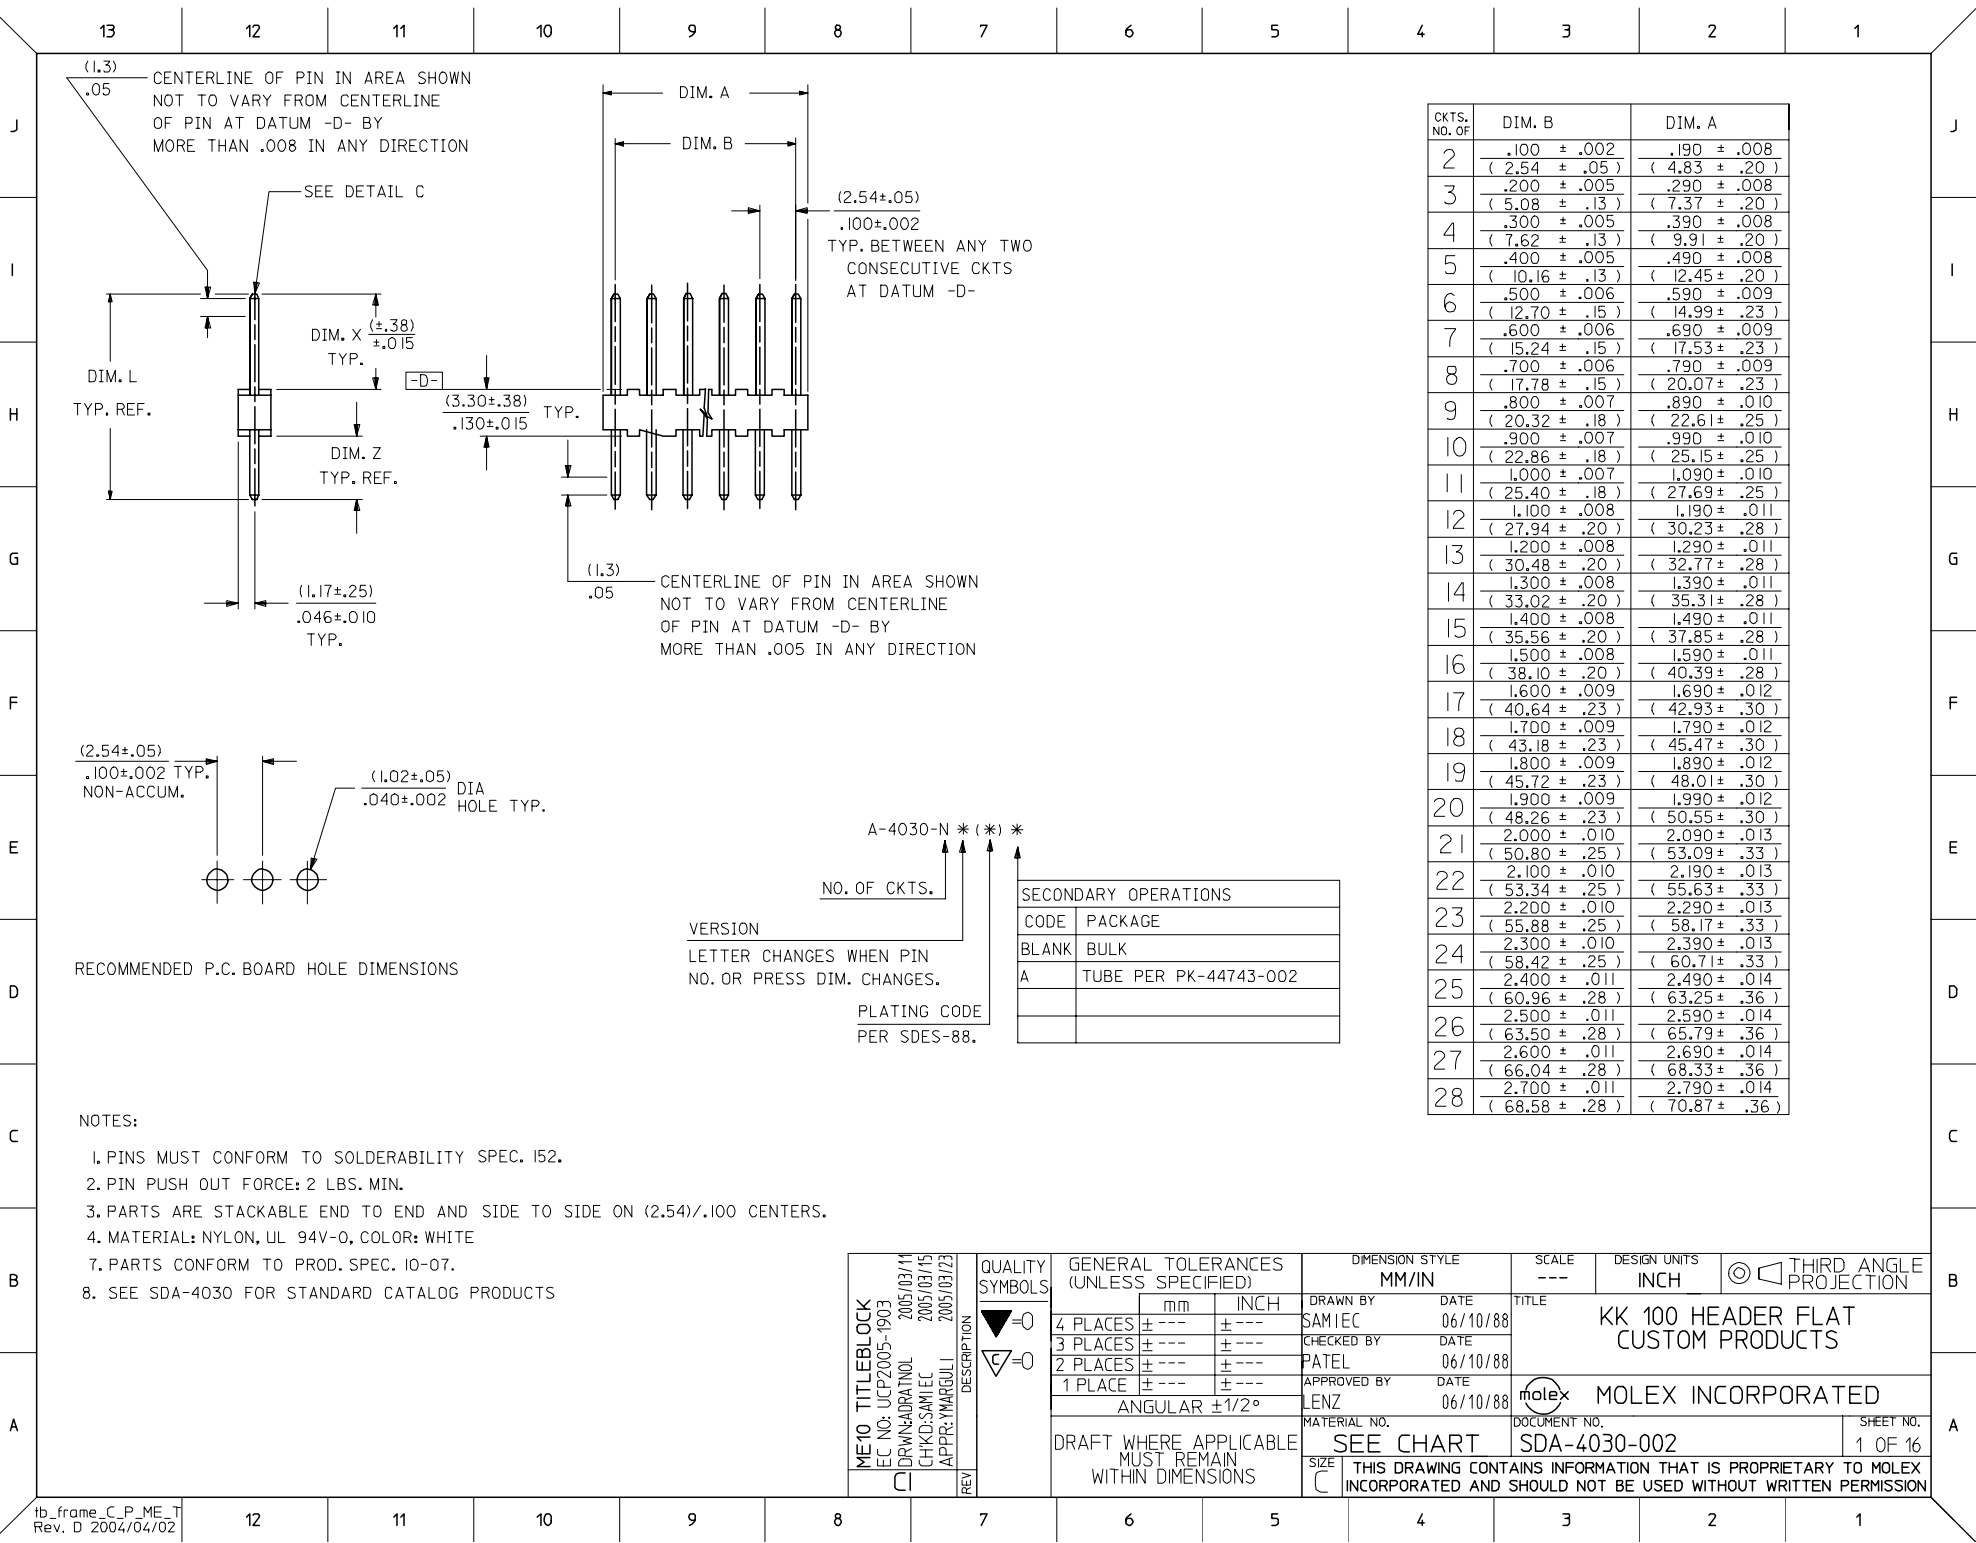 13 12 11 10 9 8 7 6 5 4 3 2 1
J
I
H
G
F
E
D
C
B
A
(1.3)
.05
CENTERLINE OF PIN IN AREA SHOWN
NOT TO VARY FROM CENTERLINE
OF PIN AT DATUM -D- BY
MORE THAN .008 IN ANY DIRECTION
SEE DETAIL C
DIM. L
TYP. REF.
DIM. X (±.38)
±.015
TYP.
DIM. Z
TYP. REF.
(1.17±.25)
.046±.010
TYP.
DIM. A
DIM. B
(2.54±.05)
.100±.002
TYP. BETWEEN ANY TWO
CONSECUTIVE CKTS
AT DATUM -D-
-D-
(3.30±.38)
.130±.015
TYP.
(1.3)
.05
CENTERLINE OF PIN IN AREA SHOWN
NOT TO VARY FROM CENTERLINE
OF PIN AT DATUM -D- BY
MORE THAN .005 IN ANY DIRECTION
(2.54±.05)
.100±.002 TYP.
NON-ACCUM.
(1.02±.05)
.040±.002
DIA
HOLE TYP.
RECOMMENDED P.C. BOARD HOLE DIMENSIONS
A-4030-N * (*) *
NO. OF CKTS.
VERSION
LETTER CHANGES WHEN PIN
NO. OR PRESS DIM. CHANGES.
PLATING CODE
PER SDES-88.
SECONDARY OPERATIONS
CODE PACKAGE
BLANK BULK
A TUBE PER PK-44743-002
CKTS.
NO. OF
DIM. B DIM. A
2 .100 ± .002 .190 ± .008
( 2.54 ± .05 ) ( 4.83 ± .20 )
3 .200 ± .005 .290 ± .008
( 5.08 ± .13 ) ( 7.37 ± .20 )
4 .300 ± .005 .390 ± .008
( 7.62 ± .13 ) ( 9.91 ± .20 )
5 .400 ± .005 .490 ± .008
( 10.16 ± .13 ) ( 12.45± .20 )
6 .500 ± .006 .590 ± .009
( 12.70 ± .15 ) ( 14.99± .23 )
7 .600 ± .006 .690 ± .009
( 15.24 ± .15 ) ( 17.53± .23 )
8 .700 ± .006 .790 ± .009
( 17.78 ± .15 ) ( 20.07± .23 )
9 .800 ± .007 .890 ± .010
( 20.32 ± .18 ) ( 22.61± .25 )
10 .900 ± .007 .990 ± .010
( 22.86 ± .18 ) ( 25.15± .25 )
11 1.000 ± .007 1.090± .010
( 25.40 ± .18 ) ( 27.69± .25 )
12 1.100 ± .008 1.190± .011
( 27.94 ± .20 ) ( 30.23± .28 )
13 1.200 ± .008 1.290± .011
( 30.48 ± .20 ) ( 32.77± .28 )
14 1.300 ± .008 1.390± .011
( 33.02 ± .20 ) ( 35.31± .28 )
15 1.400 ± .008 1.490± .011
( 35.56 ± .20 ) ( 37.85± .28 )
16 1.500 ± .008 1.590± .011
( 38.10 ± .20 ) ( 40.39± .28 )
17 1.600 ± .009 1.690± .012
( 40.64 ± .23 ) ( 42.93± .30 )
18 1.700 ± .009 1.790± .012
( 43.18 ± .23 ) ( 45.47± .30 )
19 1.800 ± .009 1.890± .012
( 45.72 ± .23 ) ( 48.01± .30 )
20 1.900 ± .009 1.990± .012
( 48.26 ± .23 ) ( 50.55± .30 )
21 2.000 ± .010 2.090± .013
( 50.80 ± .25 ) ( 53.09± .33 )
22 2.100 ± .010 2.190± .013
( 53.34 ± .25 ) ( 55.63± .33 )
23 2.200 ± .010 2.290± .013
( 55.88 ± .25 ) ( 58.17± .33 )
24 2.300 ± .010 2.390± .013
( 58.42 ± .25 ) ( 60.71± .33 )
25 2.400 ± .011 2.490± .014
( 60.96 ± .28 ) ( 63.25± .36 )
26 2.500 ± .011 2.590± .014
( 63.50 ± .28 ) ( 65.79± .36 )
27 2.600 ± .011 2.690± .014
( 66.04 ± .28 ) ( 68.33± .36 )
28 2.700 ± .011 2.790± .014
( 68.58 ± .28 ) ( 70.87± .36 )
NOTES:
1. PINS MUST CONFORM TO SOLDERABILITY SPEC. 152.
2. PIN PUSH OUT FORCE: 2 LBS. MIN.
3. PARTS ARE STACKABLE END TO END AND SIDE TO SIDE ON (2.54)/.100 CENTERS.
4. MATERIAL: NYLON, UL 94V-0, COLOR: WHITE
7. PARTS CONFORM TO PROD. SPEC. 10-07.
8. SEE SDA-4030 FOR STANDARD CATALOG PRODUCTS
ME10 TITLEBLOCK
EC NO: UCP2005-1903
DRWN:ADRATNOL 2005/03/11
CH'KD:SAMIEC 2005/03/15
APPR:YMARGULI 2005/03/23
C1
REV DESCRIPTION
QUALITY
SYMBOLS
=0
C =0
GENERAL TOLERANCES
(UNLESS SPECIFIED)
mm INCH
4 PLACES ± --- ± ---
3 PLACES ± --- ± ---
2 PLACES ± --- ± ---
1 PLACE ± --- ± ---
ANGULAR ±1/2°
DRAFT WHERE APPLICABLE
MUST REMAIN
WITHIN DIMENSIONS
DIMENSION STYLE
MM/IN
SCALE
---
DESIGN UNITS
INCH
THIRD ANGLE
PROJECTION
DRAWN BY DATE
SAMIEC 06/10/88
CHECKED BY DATE
PATEL 06/10/88
APPROVED BY DATE
LENZ 06/10/88
TITLE
KK 100 HEADER FLAT
CUSTOM PRODUCTS
molex MOLEX INCORPORATED
MATERIAL NO.
SEE CHART
DOCUMENT NO.
SDA-4030-002
SHEET NO.
1 OF 16
SIZE
C
THIS DRAWING CONTAINS INFORMATION THAT IS PROPRIETARY TO MOLEX
INCORPORATED AND SHOULD NOT BE USED WITHOUT WRITTEN PERMISSION
J
I
H
G
F
E
D
C
B
A
tb_frame_C_P_ME_T
Rev. D 2004/04/02
12 11 10 9 8 7 6 5 4 3 2 1